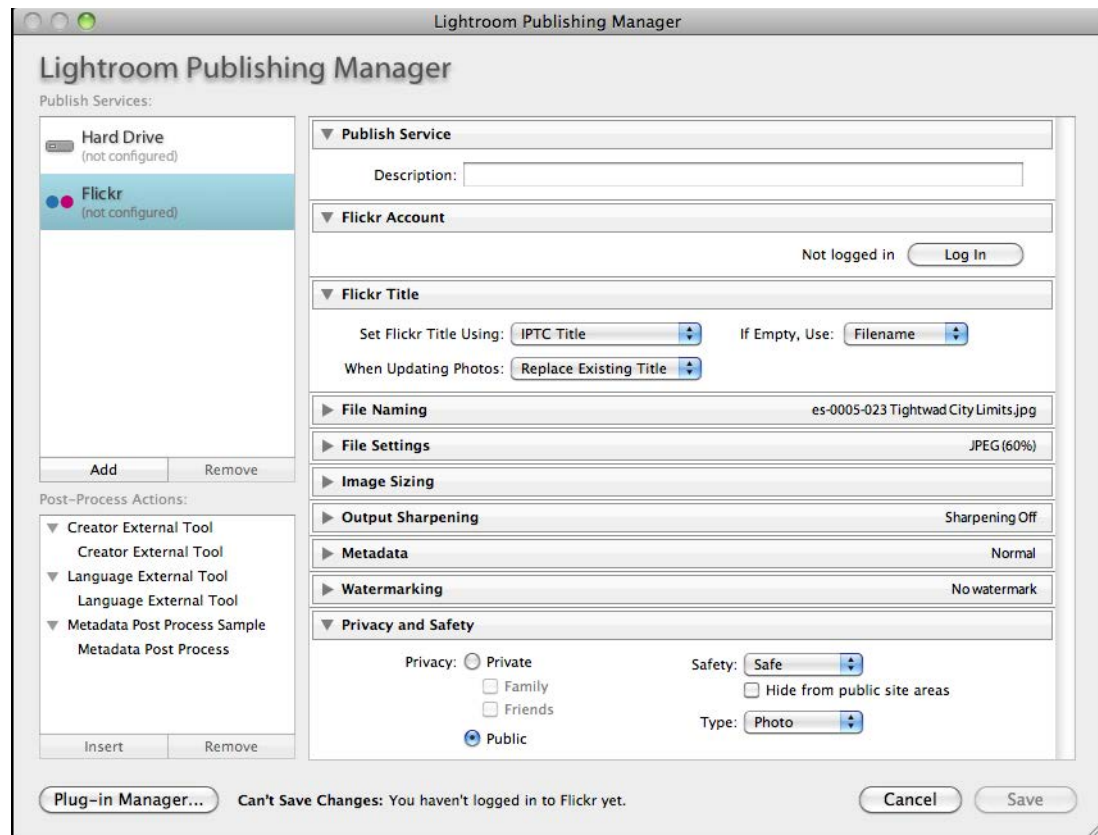 Lightroom Publishing Manager
Lightroom Publishing Manager
Publish Services:
Hard Drive
(not configured)
Flickr
(not configured)
Add Remove
Post-Process Actions:
Creator External Tool
Creator External Tool
Language External Tool
Language External Tool
Metadata Post Process Sample
Metadata Post Process
Insert Remove
Publish Service
Description:
Flickr Account
Not logged in Log In
Flickr Title
Set Flickr Title Using: IPTC Title If Empty, Use: Filename
When Updating Photos: Replace Existing Title
File Naming es-0005-023 Tightwad City Limits.jpg
File Settings JPEG (60%)
Image Sizing
Output Sharpening Sharpening Off
Metadata Normal
Watermarking No watermark
Privacy and Safety
Privacy: Private Safety: Safe
Family Hide from public site areas
Friends Type: Photo
Public
Plug-in Manager... Can't Save Changes: You haven't logged in to Flickr yet. Cancel Save